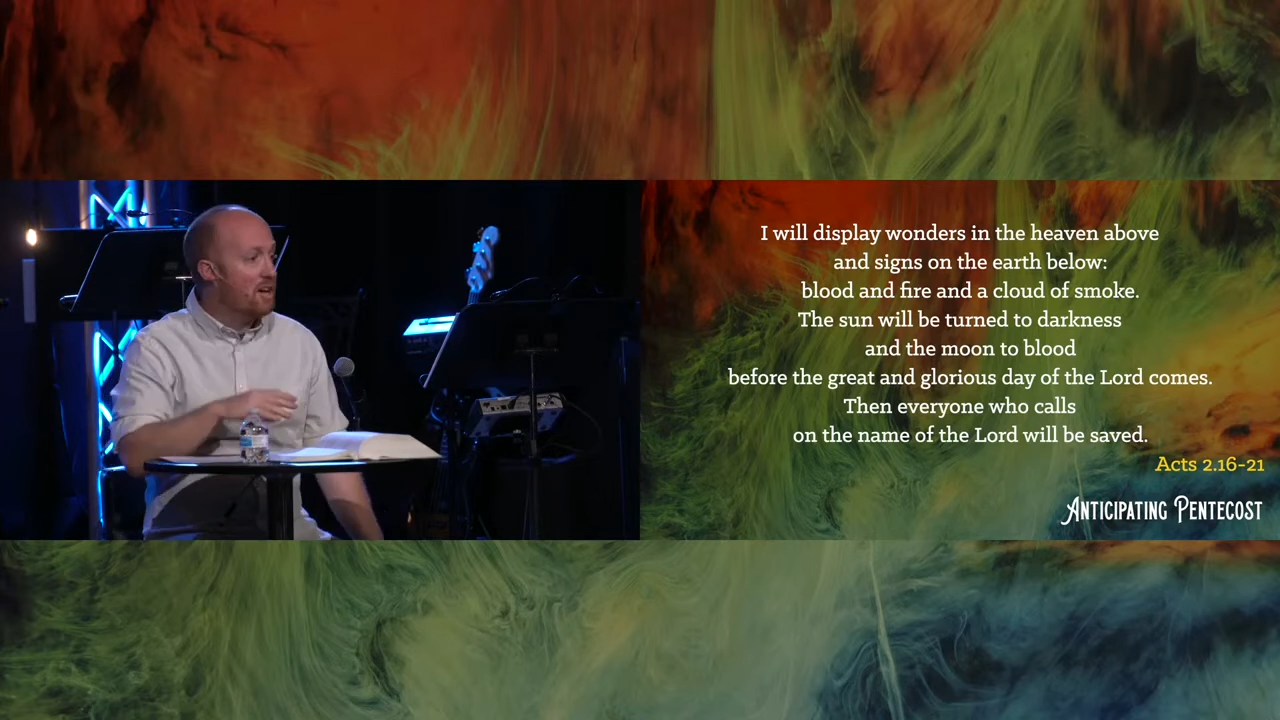 I will display wonders in the heaven above
and signs on the earth below:
blood and fire and a cloud of smoke.
The sun will be turned to darkness
and the moon to blood
before the great and glorious day of the Lord comes.
Then everyone who calls
on the name of the Lord will be saved.
Acts 2.16-21
Anticipating Pentecost